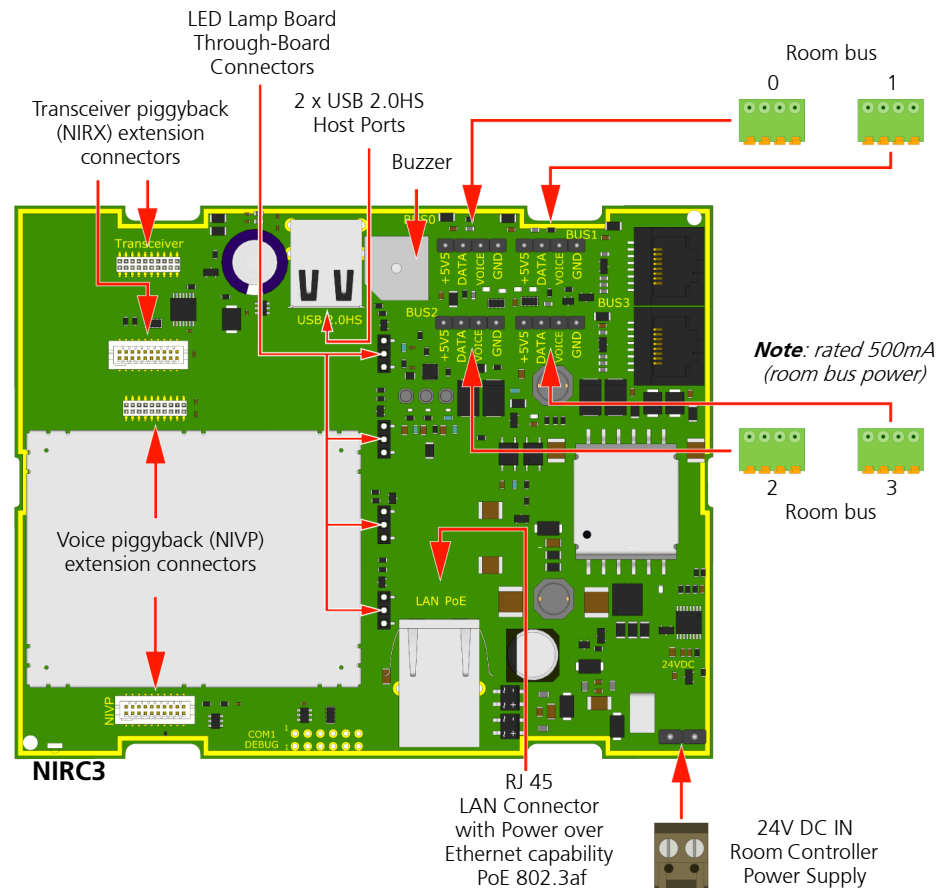 LED Lamp Board
Through-Board
Connectors
Room bus
0 1
2 x USB 2.0HS
Host Ports
Transceiver piggyback
(NIRX) extension
connectors
Buzzer
Transceiver
BUS1
+5V5 DATA VOICE GND
+5V5 DATA VOICE GND
USB 2.0HS
BUS2
BUS3
+5V5 DATA VOICE GND
+5V5 DATA VOICE GND
Note: rated 500mA
(room bus power)
2 3
Room bus
Voice piggyback (NIVP)
extension connectors
LAN PoE
24VDC
NIVP
COM1 1
DEBUG 1
NIRC3
RJ 45
LAN Connector
with Power over
Ethernet capability
PoE 802.3af
24V DC IN
Room Controller
Power Supply